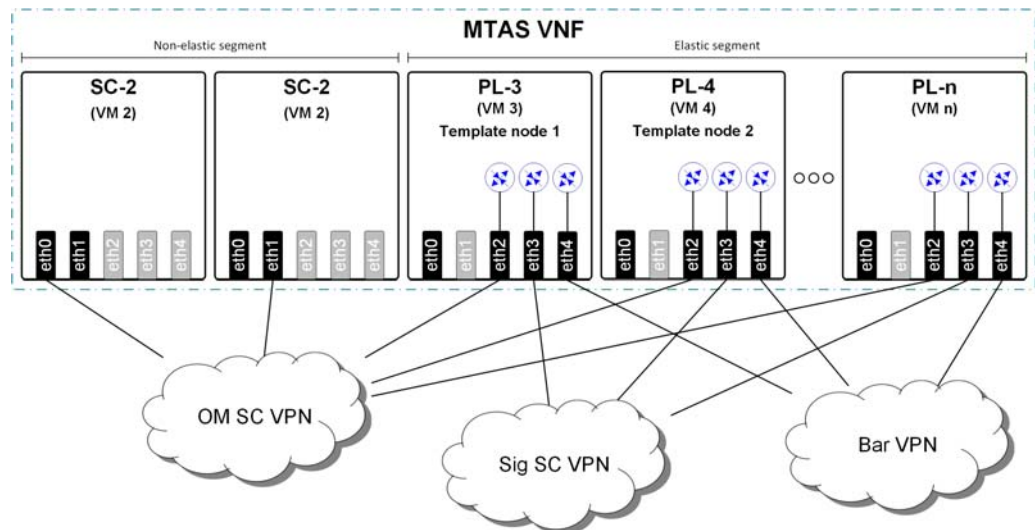 MTAS VNF
Non-elastic segment
Elastic segment
SC-2
(VM 2)
SC-2
(VM 2)
PL-3
(VM 3)
Template node 1
PL-4
(VM 4)
Template node 2
PL-n
(VM n)
eth0
eth1
eth2
eth3
eth4
eth0
eth1
eth2
eth3
eth4
eth0
eth1
eth2
eth3
eth4
eth0
eth1
eth2
eth3
eth4
eth0
eth1
eth2
eth3
eth4
OM SC VPN
Sig SC VPN
Bar VPN